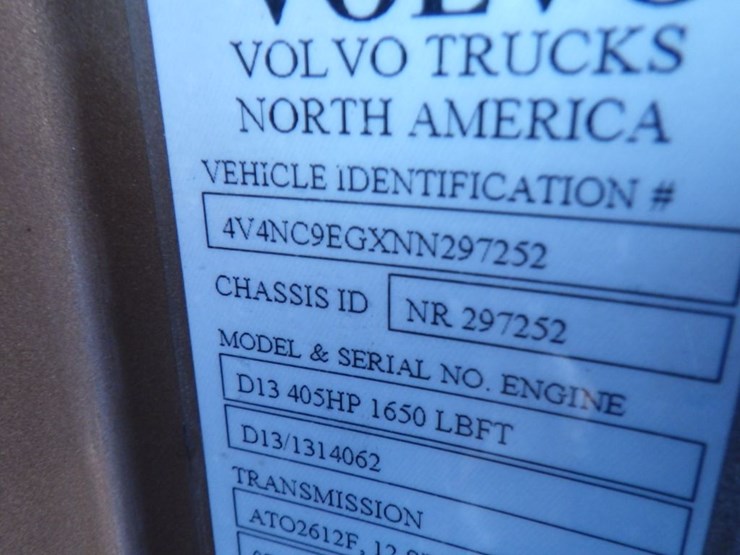 VOLVO
VOLVO TRUCKS
NORTH AMERICA
VEHICLE IDENTIFICATION #
4V4NC9EGXNN297252
CHASSIS ID NR 297252
MODEL & SERIAL NO. ENGINE
D13 405HP 1650 LBFT
D13/1314062
TRANSMISSION
ATO2612F,